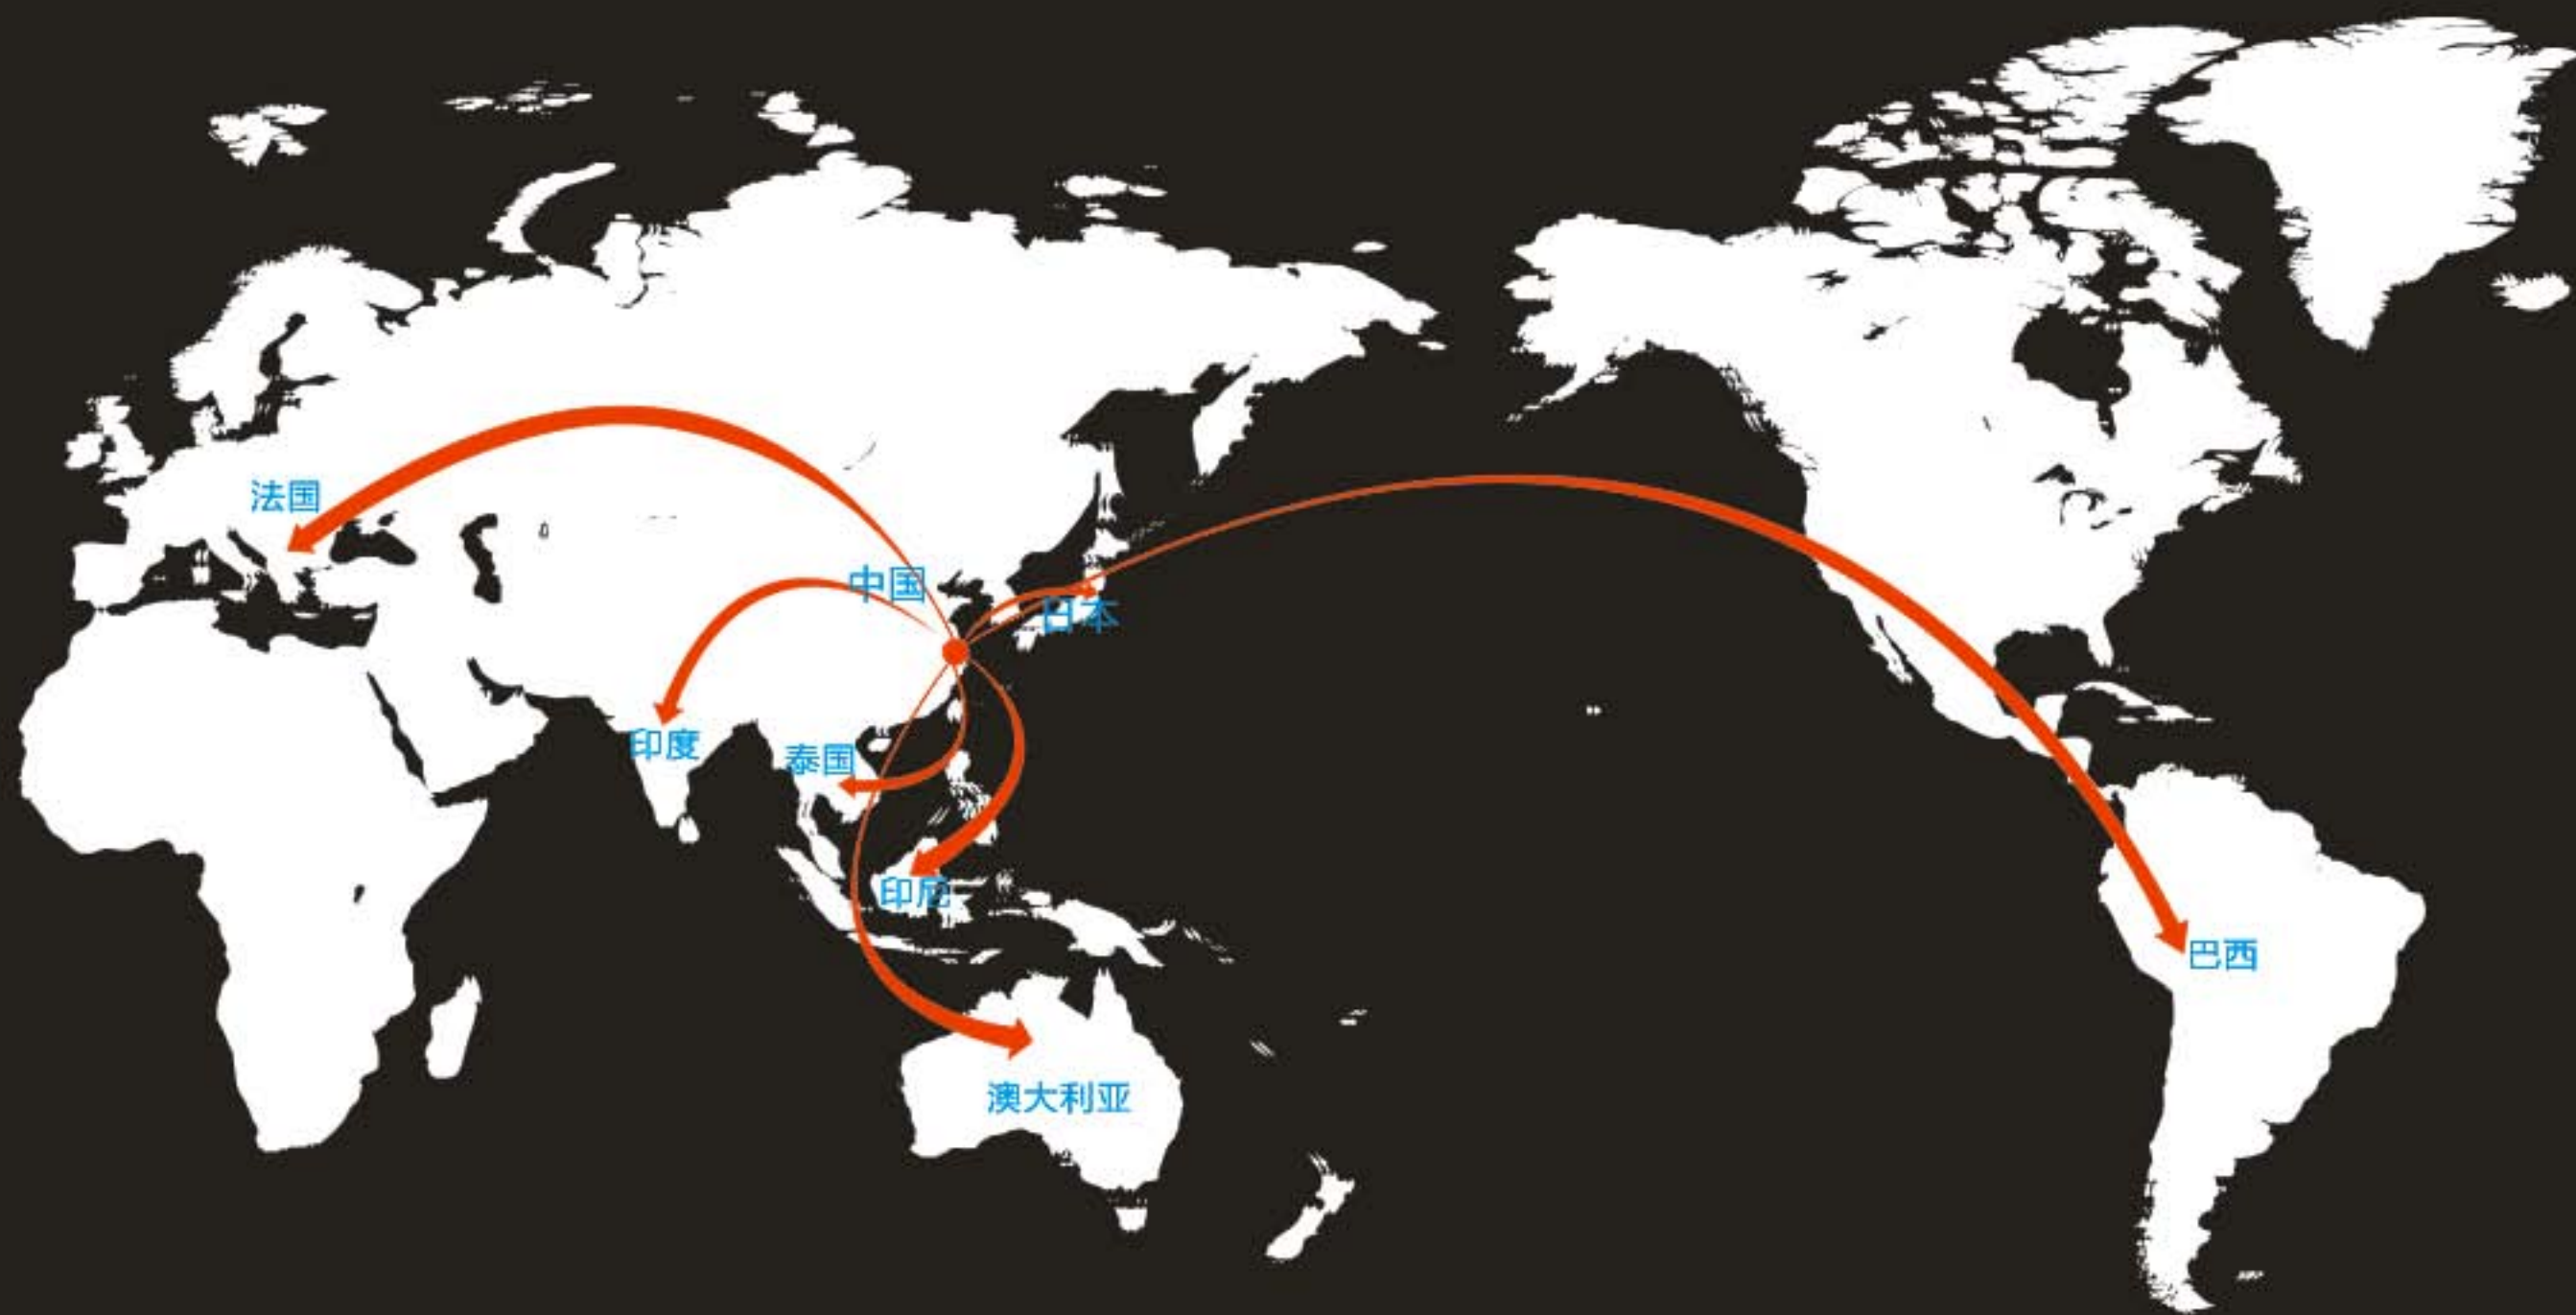 法国
中国
日本
印度
泰国
印尼
巴西
澳大利亚